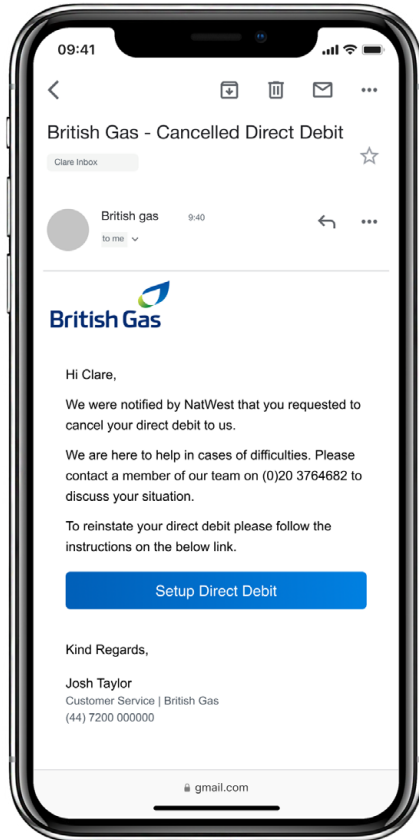 09:41
British Gas - Cancelled Direct Debit
Clare Inbox
British gas 9:40
to me
British Gas
Hi Clare,
We were notified by NatWest that you requested to
cancel your direct debit to us.
We are here to help in cases of difficulties. Please
contact a member of our team on (0)20 3764682 to
discuss your situation.
To reinstate your direct debit please follow the
instructions on the below link.
Setup Direct Debit
Kind Regards,
Josh Taylor
Customer Service | British Gas
(44) 7200 000000
gmail.com